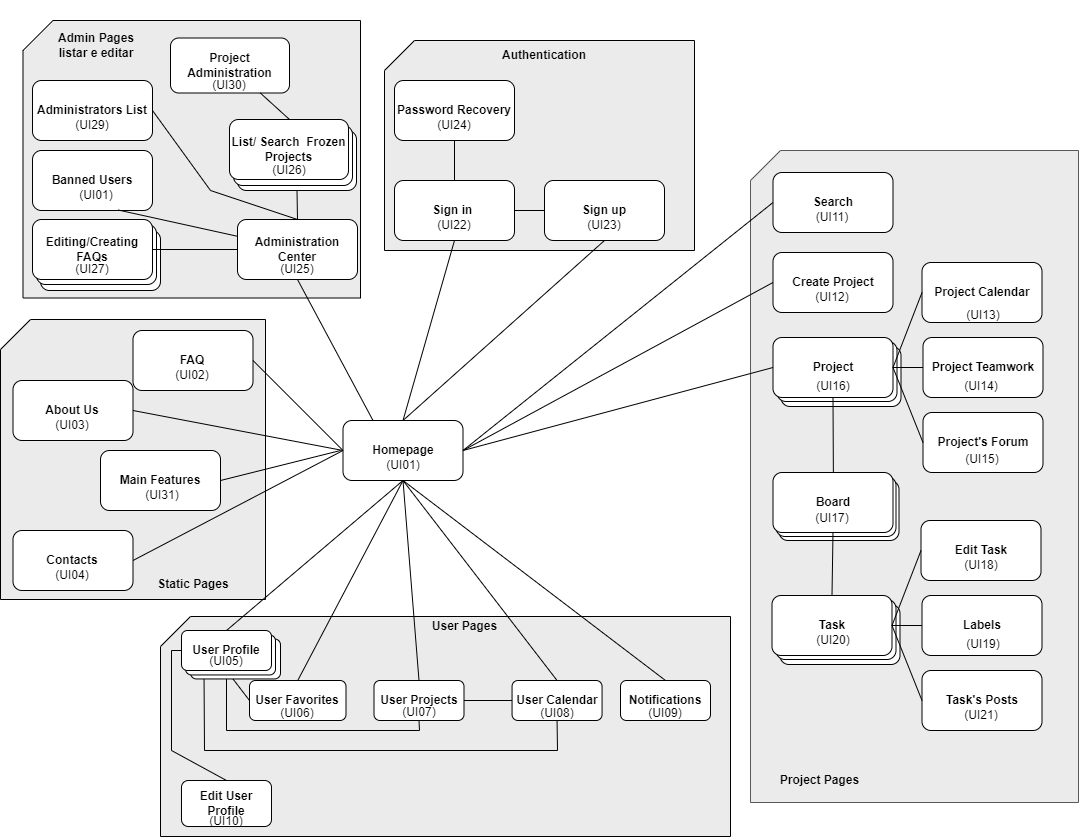 Admin Pages
listar e editar
Project
Administration
(UI30)
Administrators List
(UI29)
List/ Search Frozen
Projects
(UI26)
Banned Users
(UI01)
Editing/Creating
FAQs
(UI27)
Administration
Center
(UI25)
Authentication
Password Recovery
(UI24)
Sign in
(UI22)
Sign up
(UI23)
FAQ
(UI02)
About Us
(UI03)
Main Features
(UI31)
Contacts
(UI04)
Static Pages
Homepage
(UI01)
Search
(UI11)
Create Project
(UI12)
Project Calendar
(UI13)
Project
(UI16)
Project Teamwork
(UI14)
Project's Forum
(UI15)
Board
(UI17)
Edit Task
(UI18)
Task
(UI20)
Labels
(UI19)
Task's Posts
(UI21)
Project Pages
User Pages
User Profile
(UI05)
User Favorites
(UI06)
User Projects
(UI07)
User Calendar
(UI08)
Notifications
(UI09)
Edit User
Profile
(UI10)